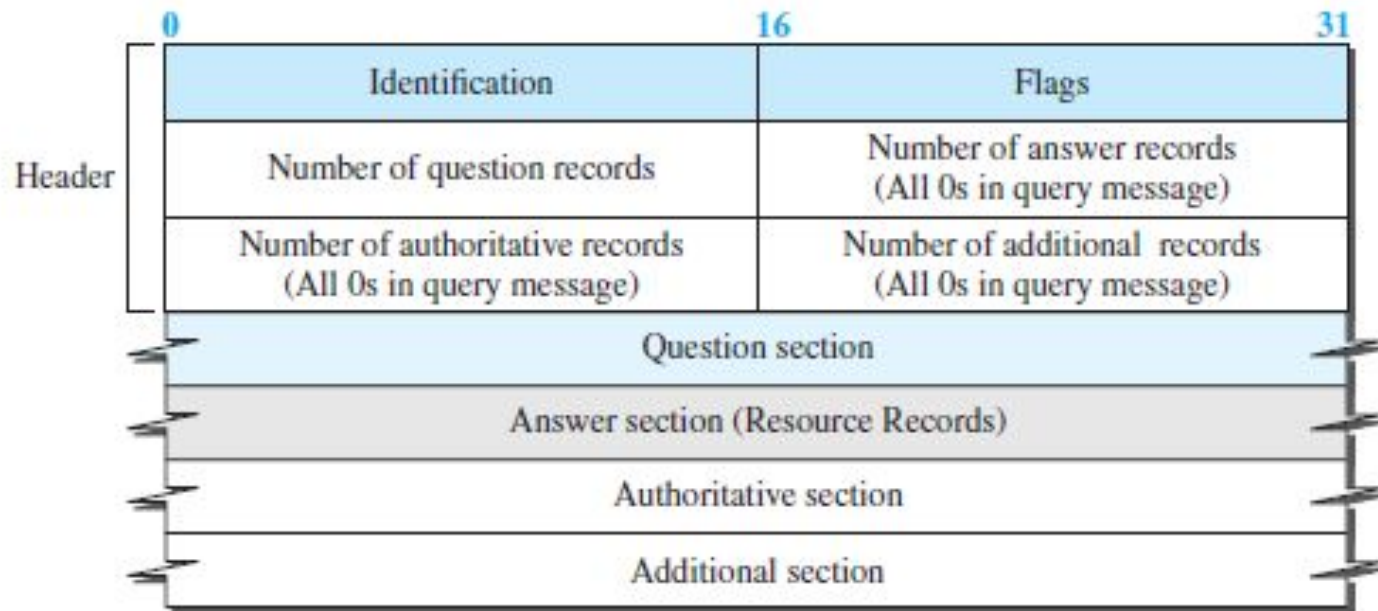 0 16 31
Identification Flags
Header
Number of question records
Number of answer records
(All 0s in query message)
Number of authoritative records
(All 0s in query message)
Number of additional records
(All 0s in query message)
Question section
Answer section (Resource Records)
Authoritative section
Additional section